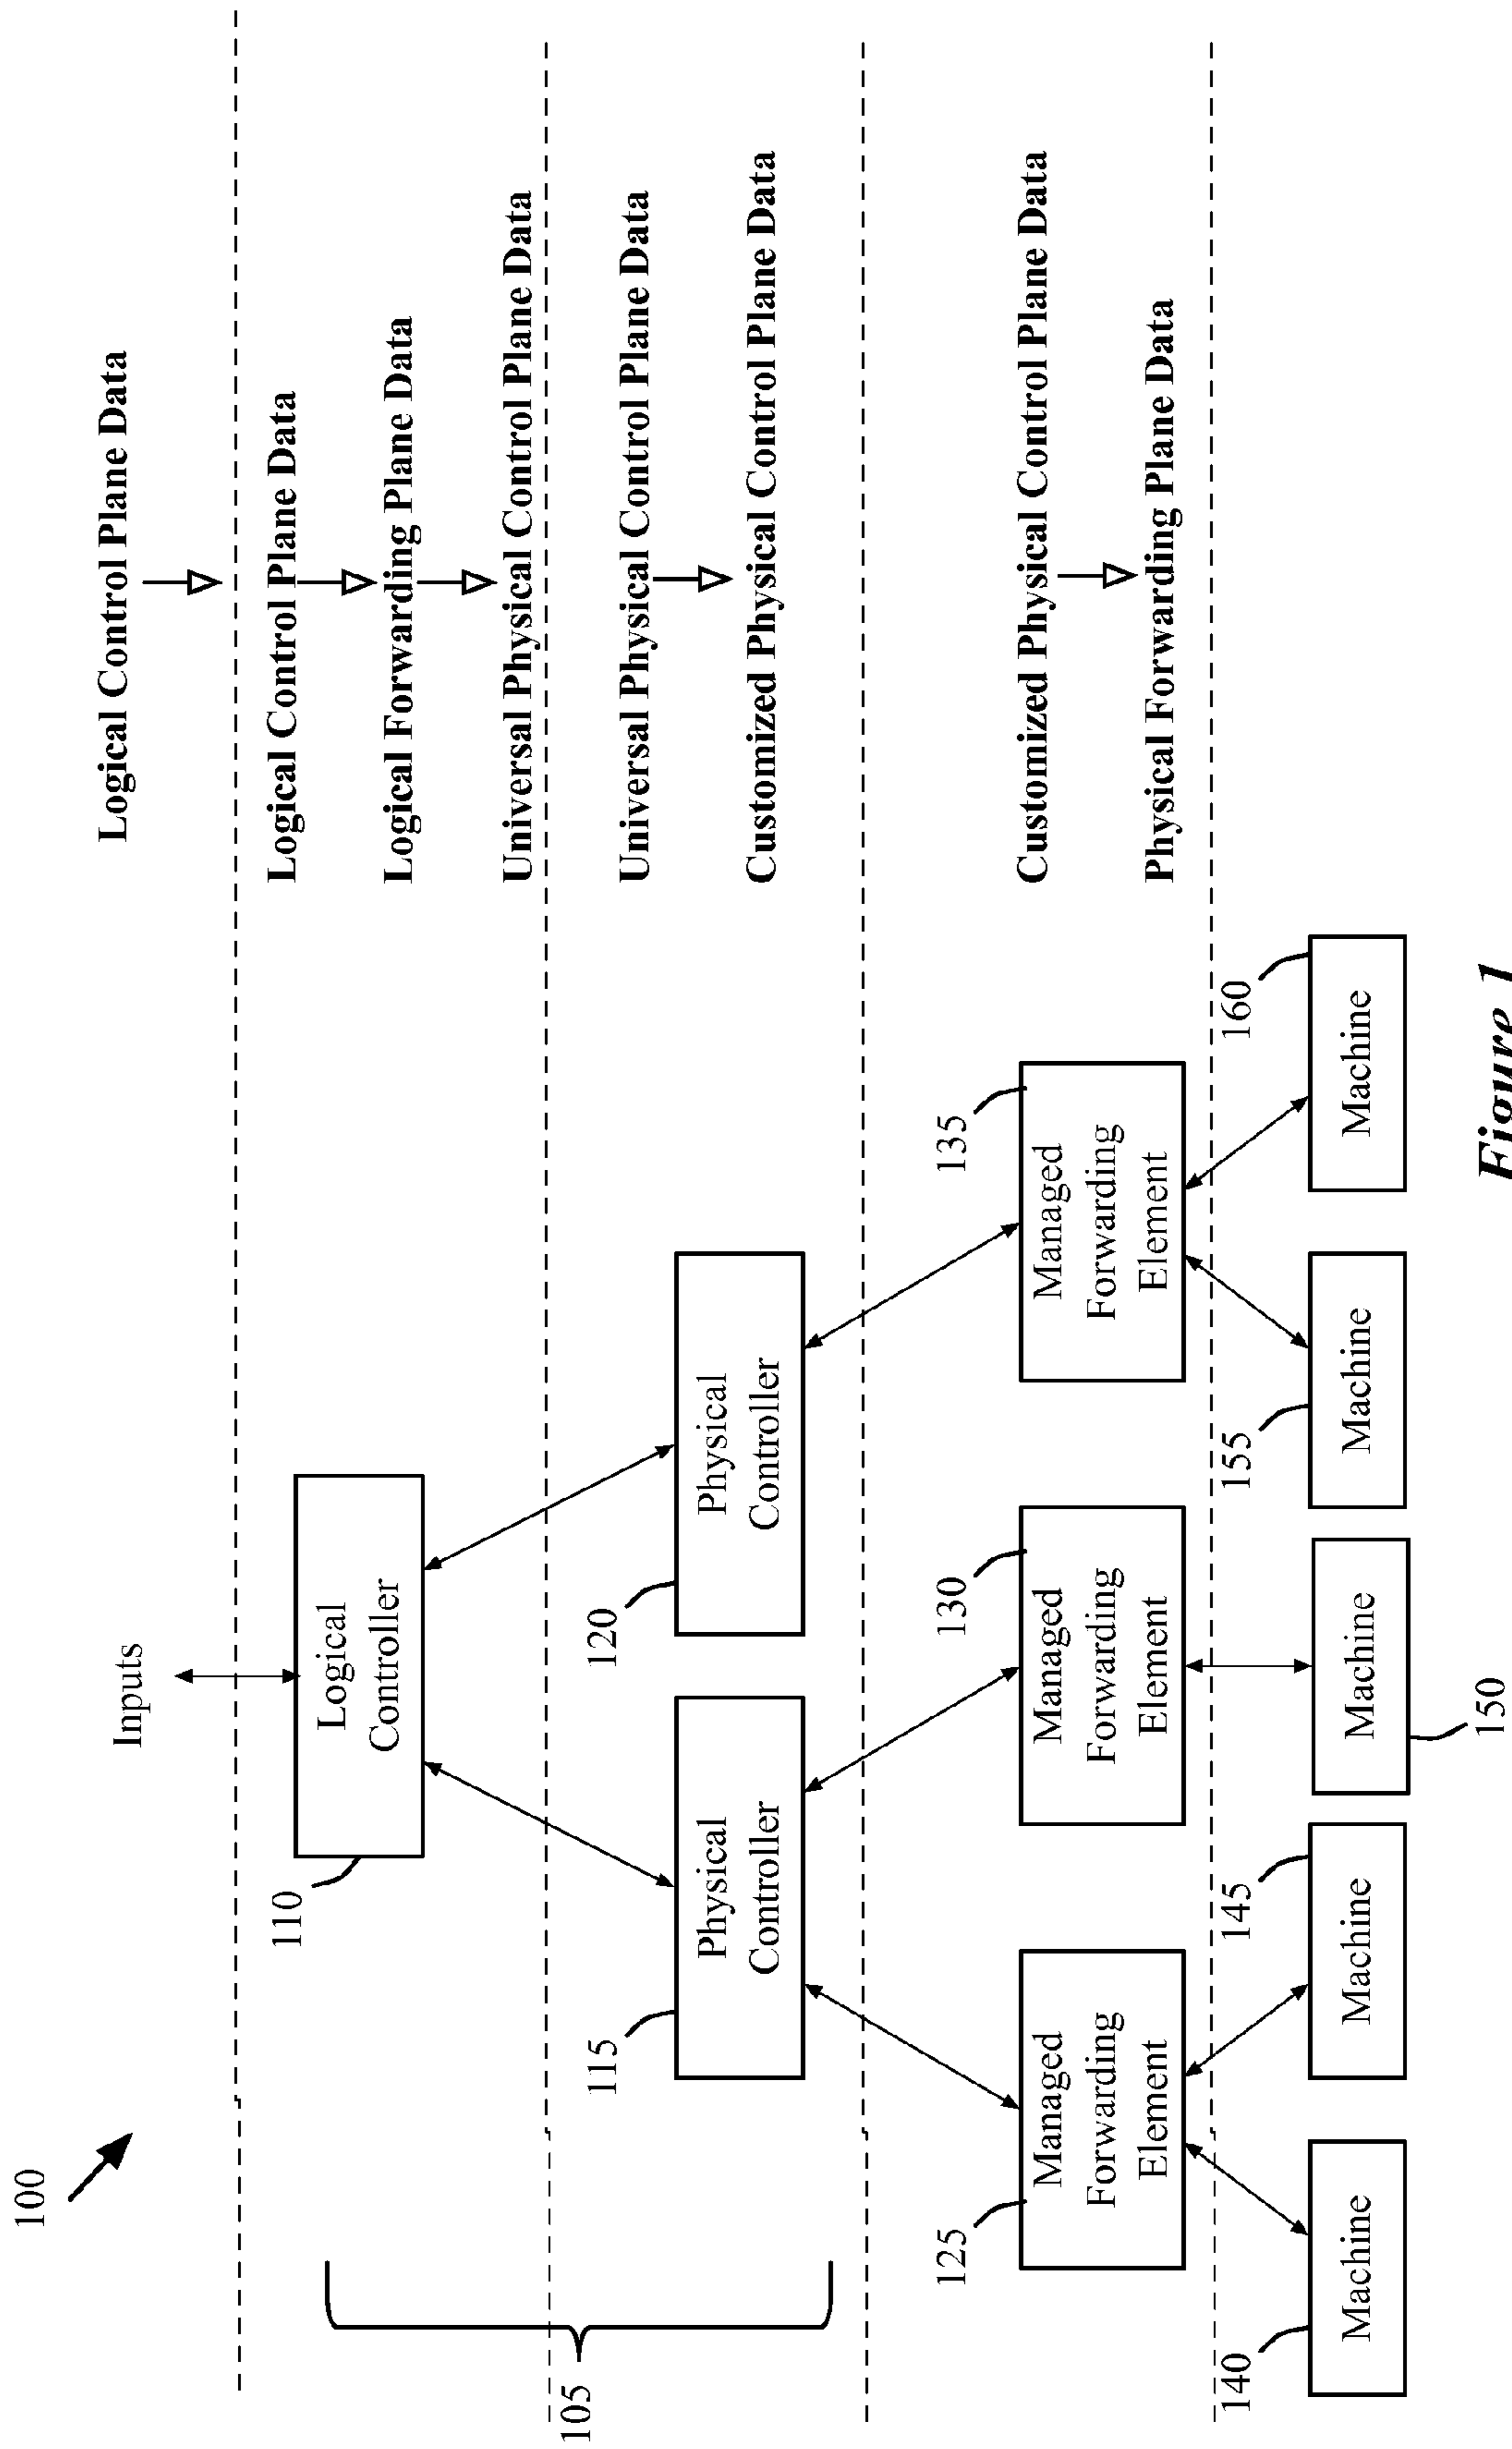 100
Inputs
Logical Control Plane Data
110
Logical
Controller
Logical Control Plane Data
Logical Forwarding Plane Data
Universal Physical Control Plane Data
105
115
Physical
Controller
120
Physical
Controller
Universal Physical Control Plane Data
Customized Physical Control Plane Data
125
Managed
Forwarding
Element
130
Managed
Forwarding
Element
135
Managed
Forwarding
Element
Customized Physical Control Plane Data
Physical Forwarding Plane Data
140
Machine
145
Machine
Machine
150
155
Machine
160
Machine
Figure 1